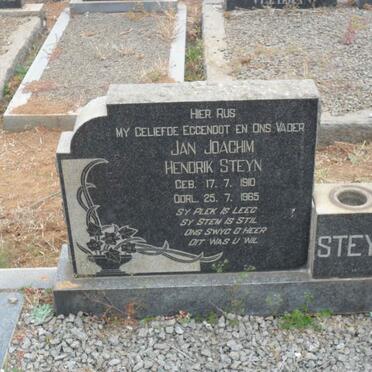 HIER RUS
MY GELIEFDE EGGENOOT EN ONS VADER
JAN JOACHIM
HENDRIK STEYN
GEB. 17. 7. 1910
OORL. 25. 7. 1965
SY PLEK IS LEEG
SY STEM IS STIL
ONS SWYG O HEER
DIT WAS U WIL
STEY